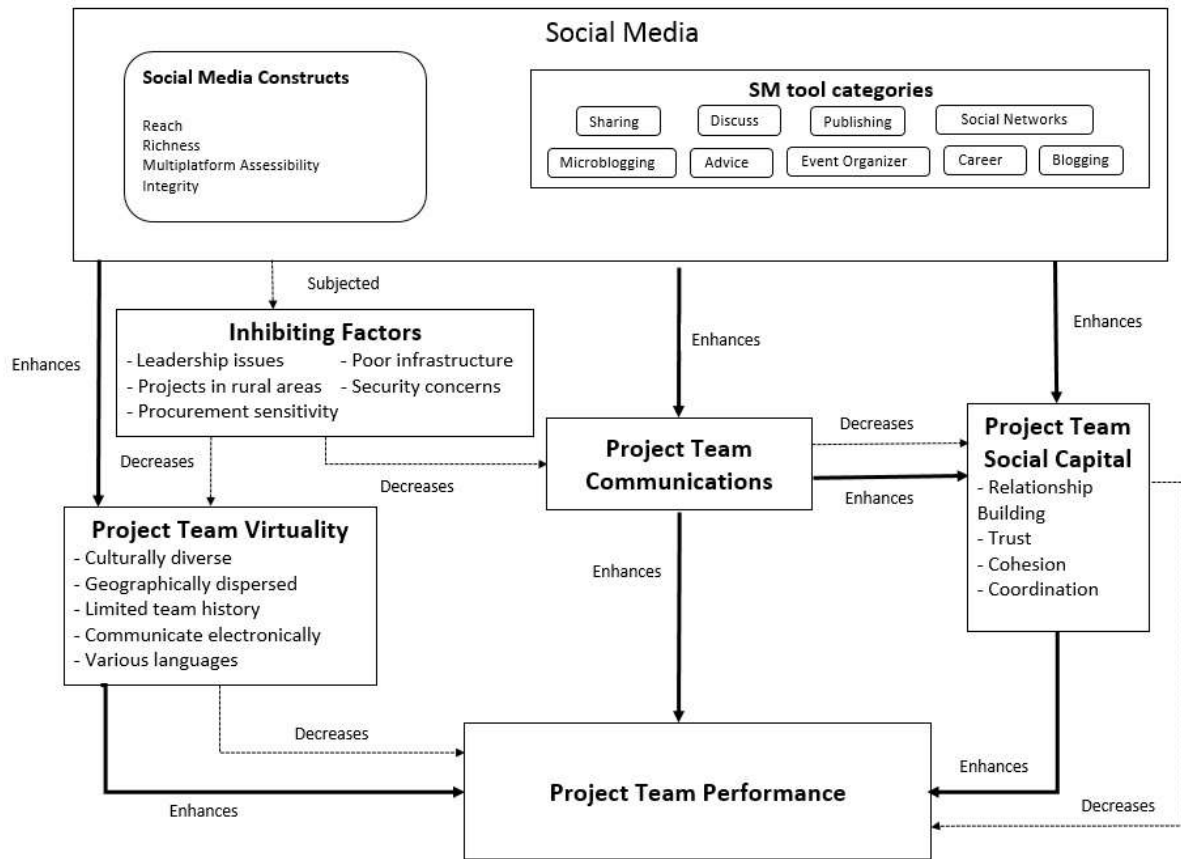 Social Media
Social Media Constructs
Reach
Richness
Multiplatform Assessibility
Integrity
SM tool categories
Sharing
Discuss
Publishing
Social Networks
Microblogging
Advice
Event Organizer
Career
Blogging
Subjected
Enhances
Enhances
Enhances
Inhibiting Factors
- Leadership issues
- Poor infrastructure
- Projects in rural areas
- Security concerns
- Procurement sensitivity
Decreases
Decreases
Project Team
Communications
Decreases
Enhances
Project Team
Social Capital
- Relationship
Building
- Trust
- Cohesion
- Coordination
Project Team Virtuality
- Culturally diverse
- Geographically dispersed
- Limited team history
- Communicate electronically
- Various languages
Enhances
Decreases
Enhances
Project Team Performance
Enhances
Decreases